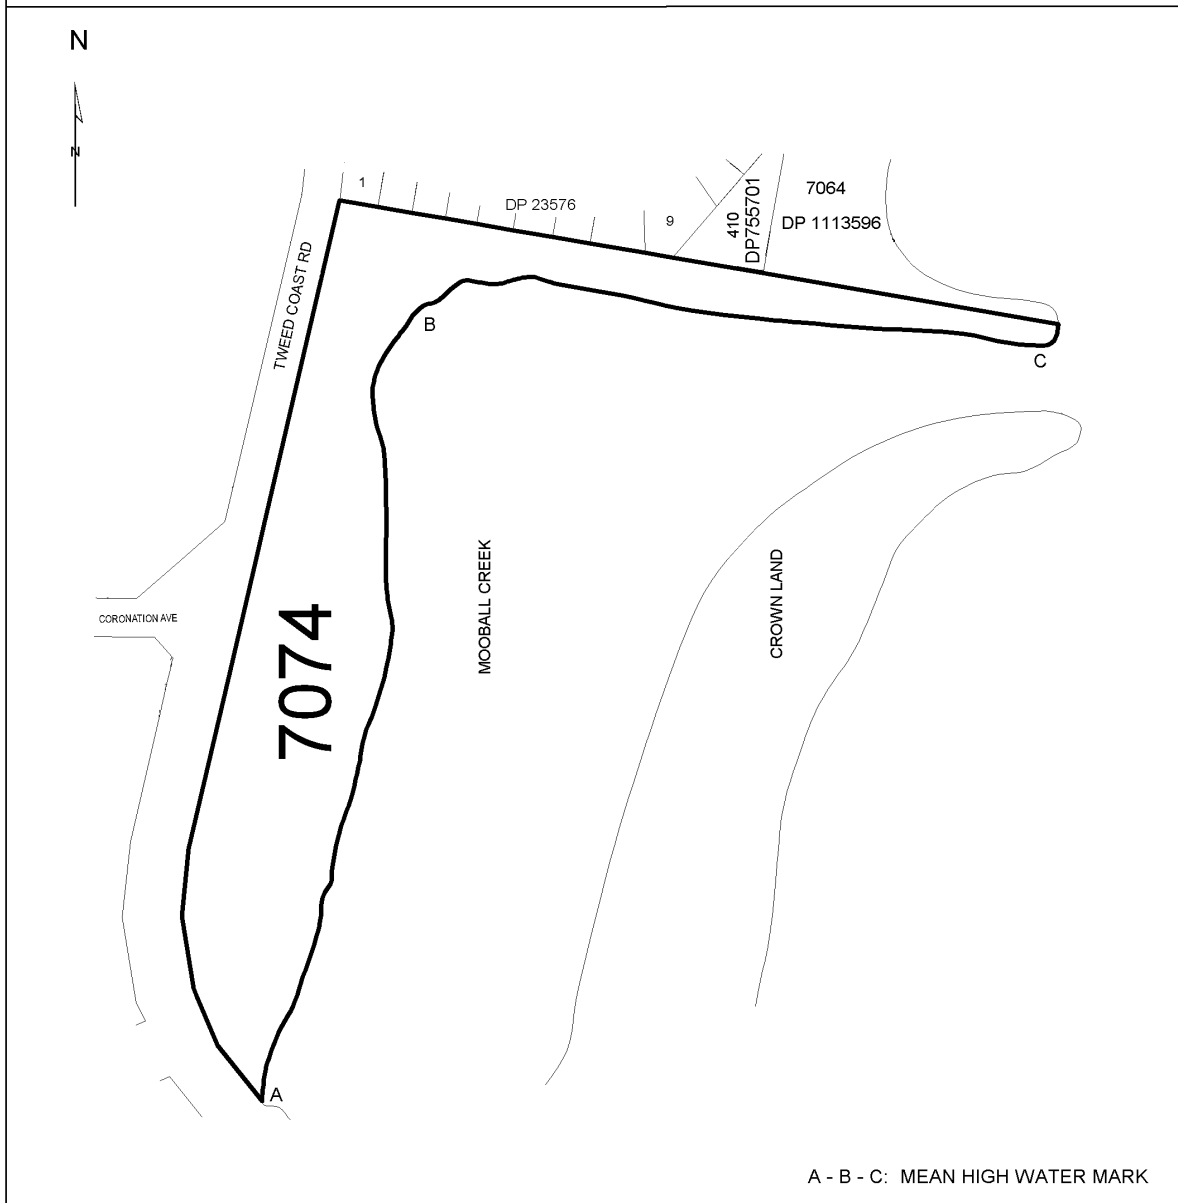 N
N
1
DP 23576
9
410
DP755701
7064
DP 1113596
TWEED COAST RD
B
C
CORONATION AVE
7074
MOOBALL CREEK
CROWN LAND
A
A - B - C: MEAN HIGH WATER MARK